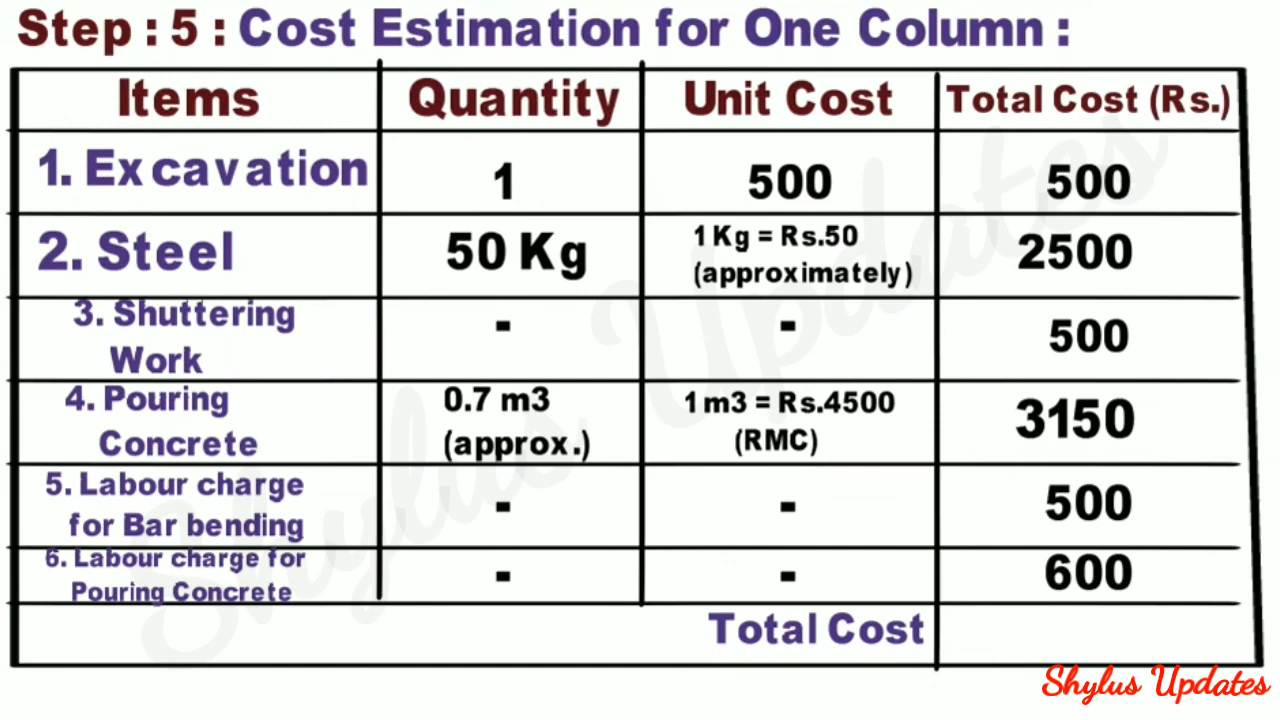 Step : 5 : Cost Estimation for One Column :
Items Quantity Unit Cost Total Cost (Rs.)
1. Excavation 1 500 500
2. Steel 50 Kg 1 Kg = Rs.50 (approximately) 2500
3. Shuttering Work - - 500
4. Pouring Concrete 0.7 m3 (approx.) 1 m3 = Rs.4500 (RMC) 3150
5. Labour charge for Bar bending - - 500
6. Labour charge for Pouring Concrete - - 600
Total Cost
Shylus Updates
Shylus Updates